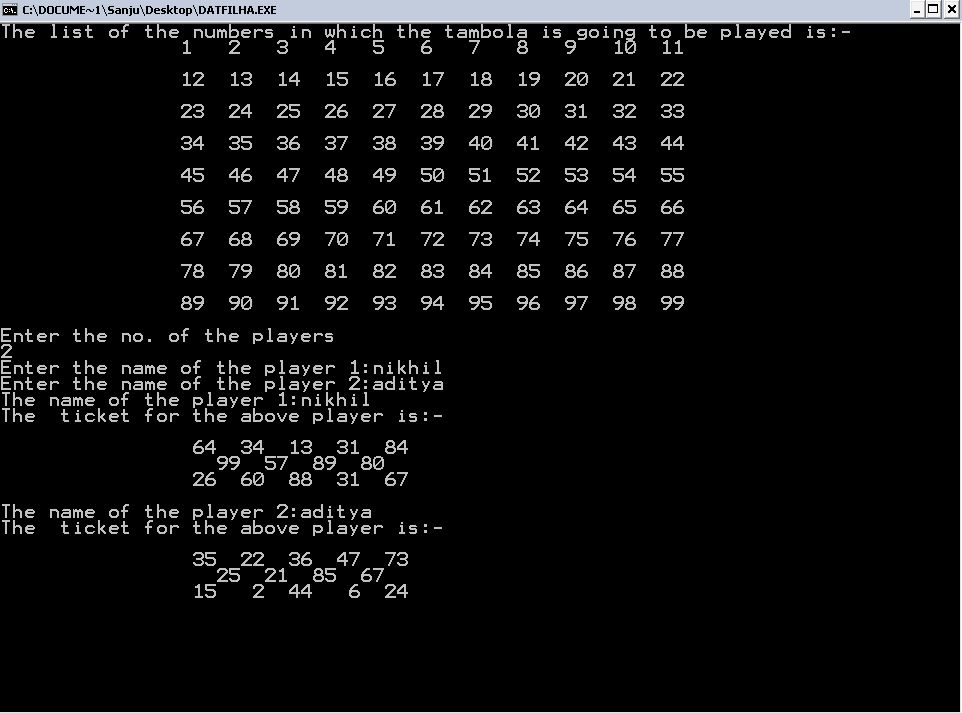 C:\DOCUME~1\Sanju\Desktop\DATFILHA.EXE
The list of the numbers in which the tambola is going to be played is:-
1 2 3 4 5 6 7 8 9 10 11
12 13 14 15 16 17 18 19 20 21 22
23 24 25 26 27 28 29 30 31 32 33
34 35 36 37 38 39 40 41 42 43 44
45 46 47 48 49 50 51 52 53 54 55
56 57 58 59 60 61 62 63 64 65 66
67 68 69 70 71 72 73 74 75 76 77
78 79 80 81 82 83 84 85 86 87 88
89 90 91 92 93 94 95 96 97 98 99
Enter the no. of the players
2
Enter the name of the player 1:nikhil
Enter the name of the player 2:aditya
The name of the player 1:nikhil
The  ticket for the above player is:-
64 34 13 31 84
99 57 89 80
26 60 88 31 67
The name of the player 2:aditya
The  ticket for the above player is:-
35 22 36 47 73
25 21 85 67
15 2 44 6 24